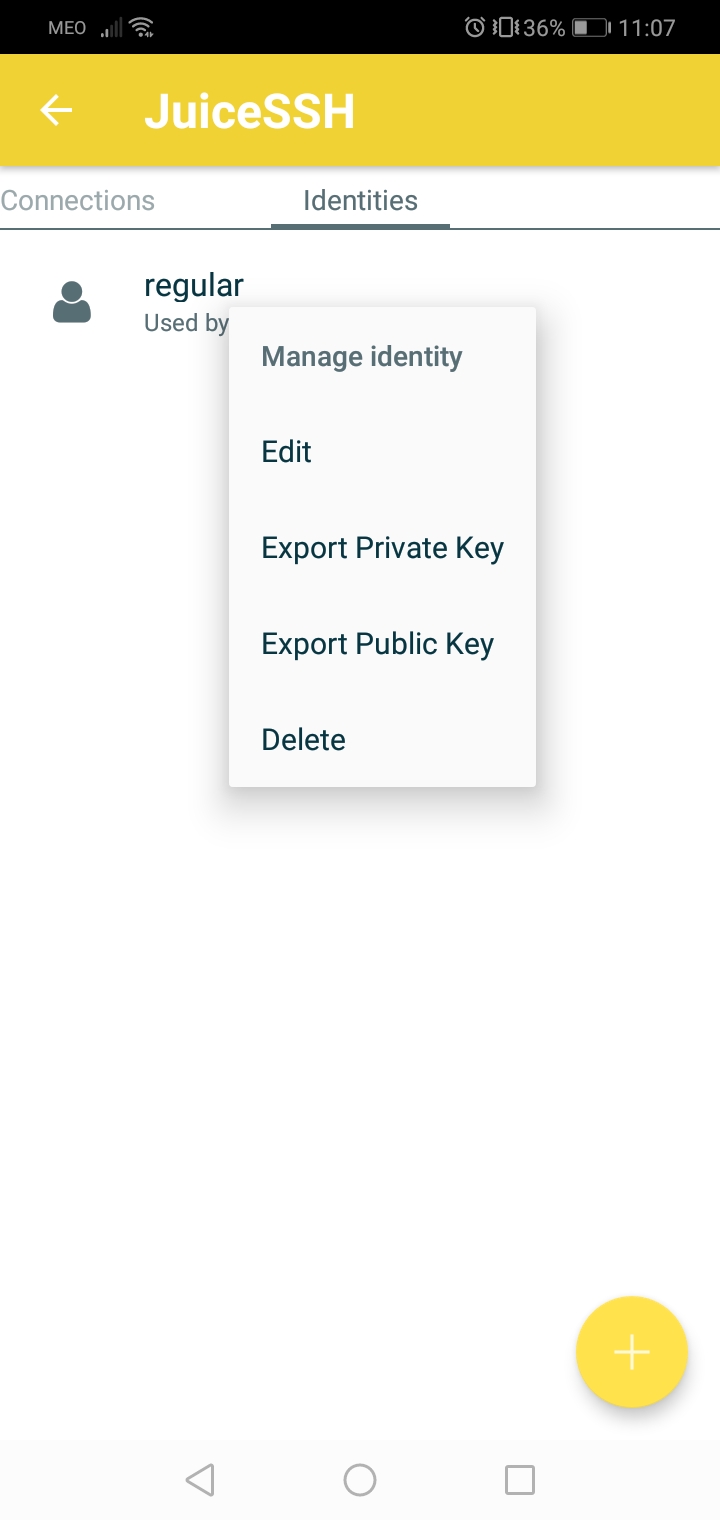 MEO 36% 11:07
JuiceSSH
Connections Identities
regular
Used by
Manage identity
Edit
Export Private Key
Export Public Key
Delete